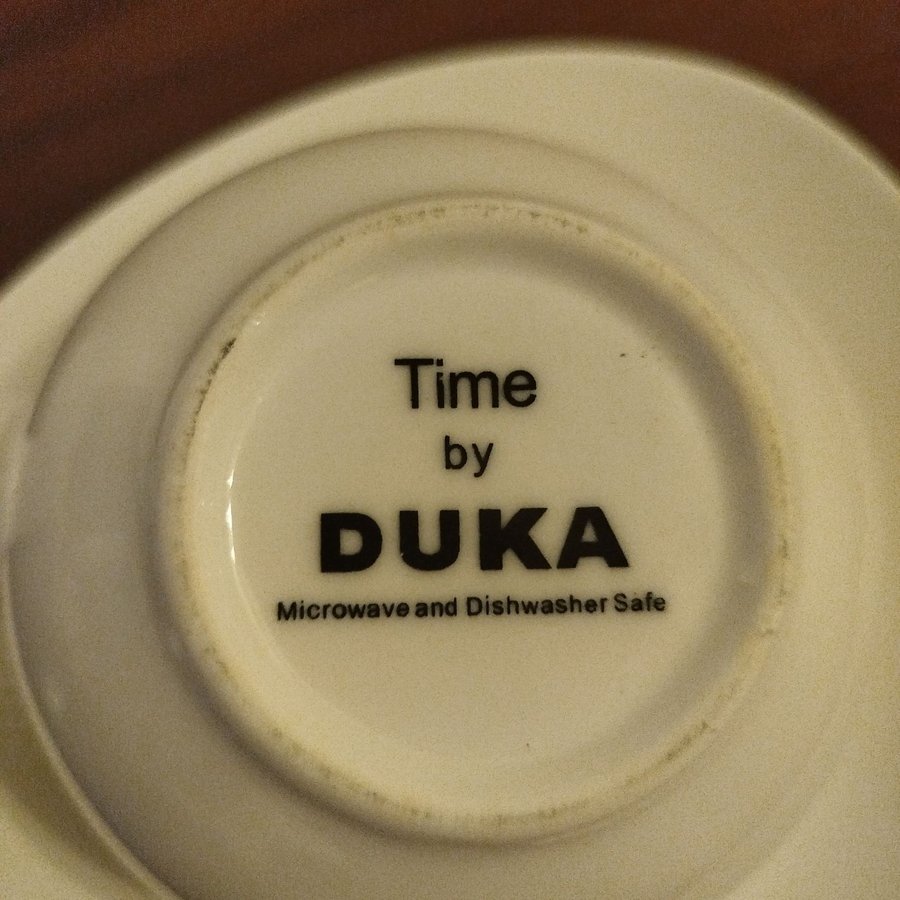 Time
by
DUKA
Microwave and Dishwasher Safe